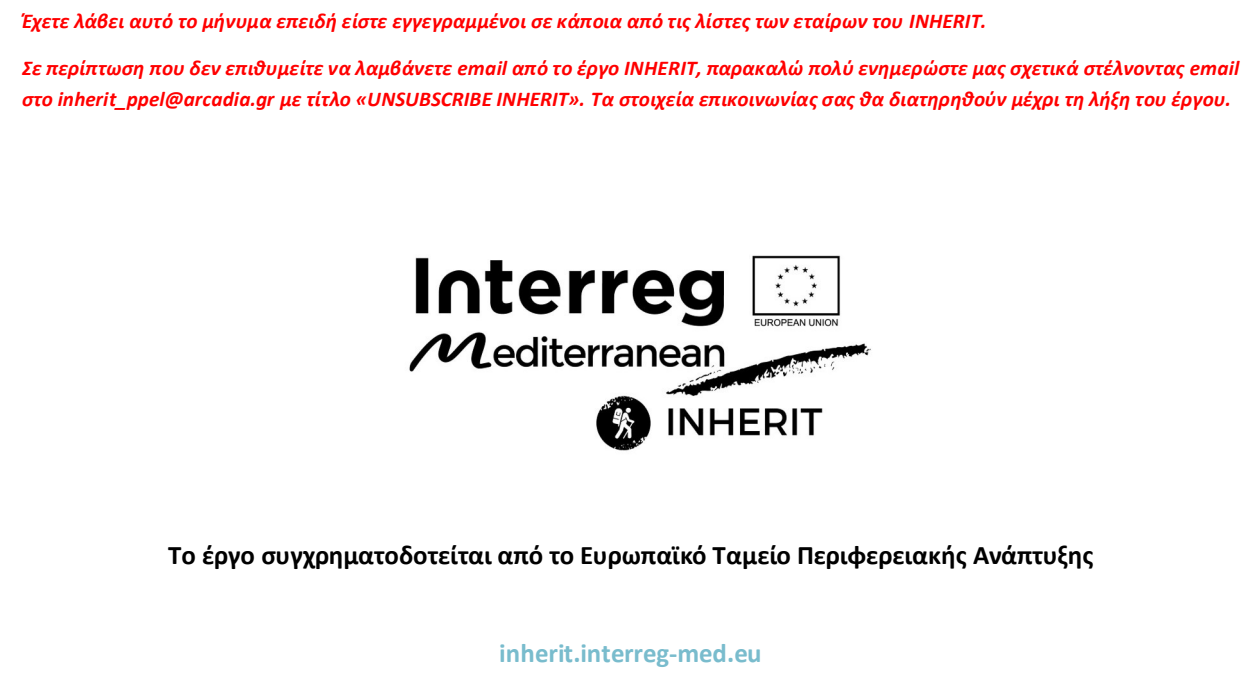 Έχετε λάβει αυτό το μήνυμα επειδή είστε εγγεγραμμένοι σε κάποια από τις λίστες των εταίρων του INHERIT.
Σε περίπτωση που δεν επιθυμείτε να λαμβάνετε email από το έργο INHERIT, παρακαλώ πολύ ενημερώστε μας σχετικά στέλνοντας email
στο inherit_ppel@arcadia.gr με τίτλο «UNSUBSCRIBE INHERIT». Τα στοιχεία επικοινωνίας σας θα διατηρηθούν μέχρι τη λήξη του έργου.
Interreg
EUROPEAN UNION
Mediterranean
INHERIT
Το έργο συγχρηματοδοτείται από το Ευρωπαϊκό Ταμείο Περιφερειακής Ανάπτυξης
inherit.interreg-med.eu